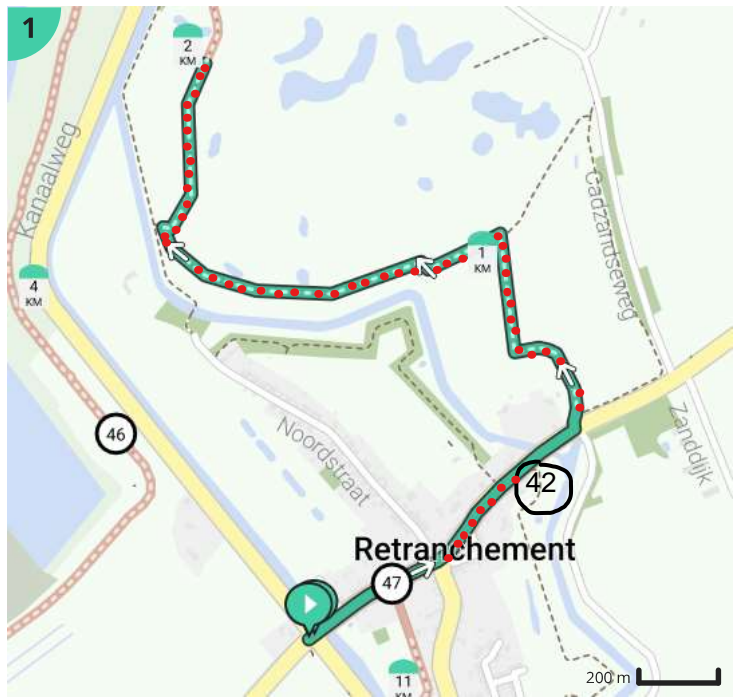 1
2
KM
Kanaalweg
Cadzandseweg
1
KM
4
KM
46
Noordstraat
Zanddijk
42
Retranchement
47
11
KM
200 m